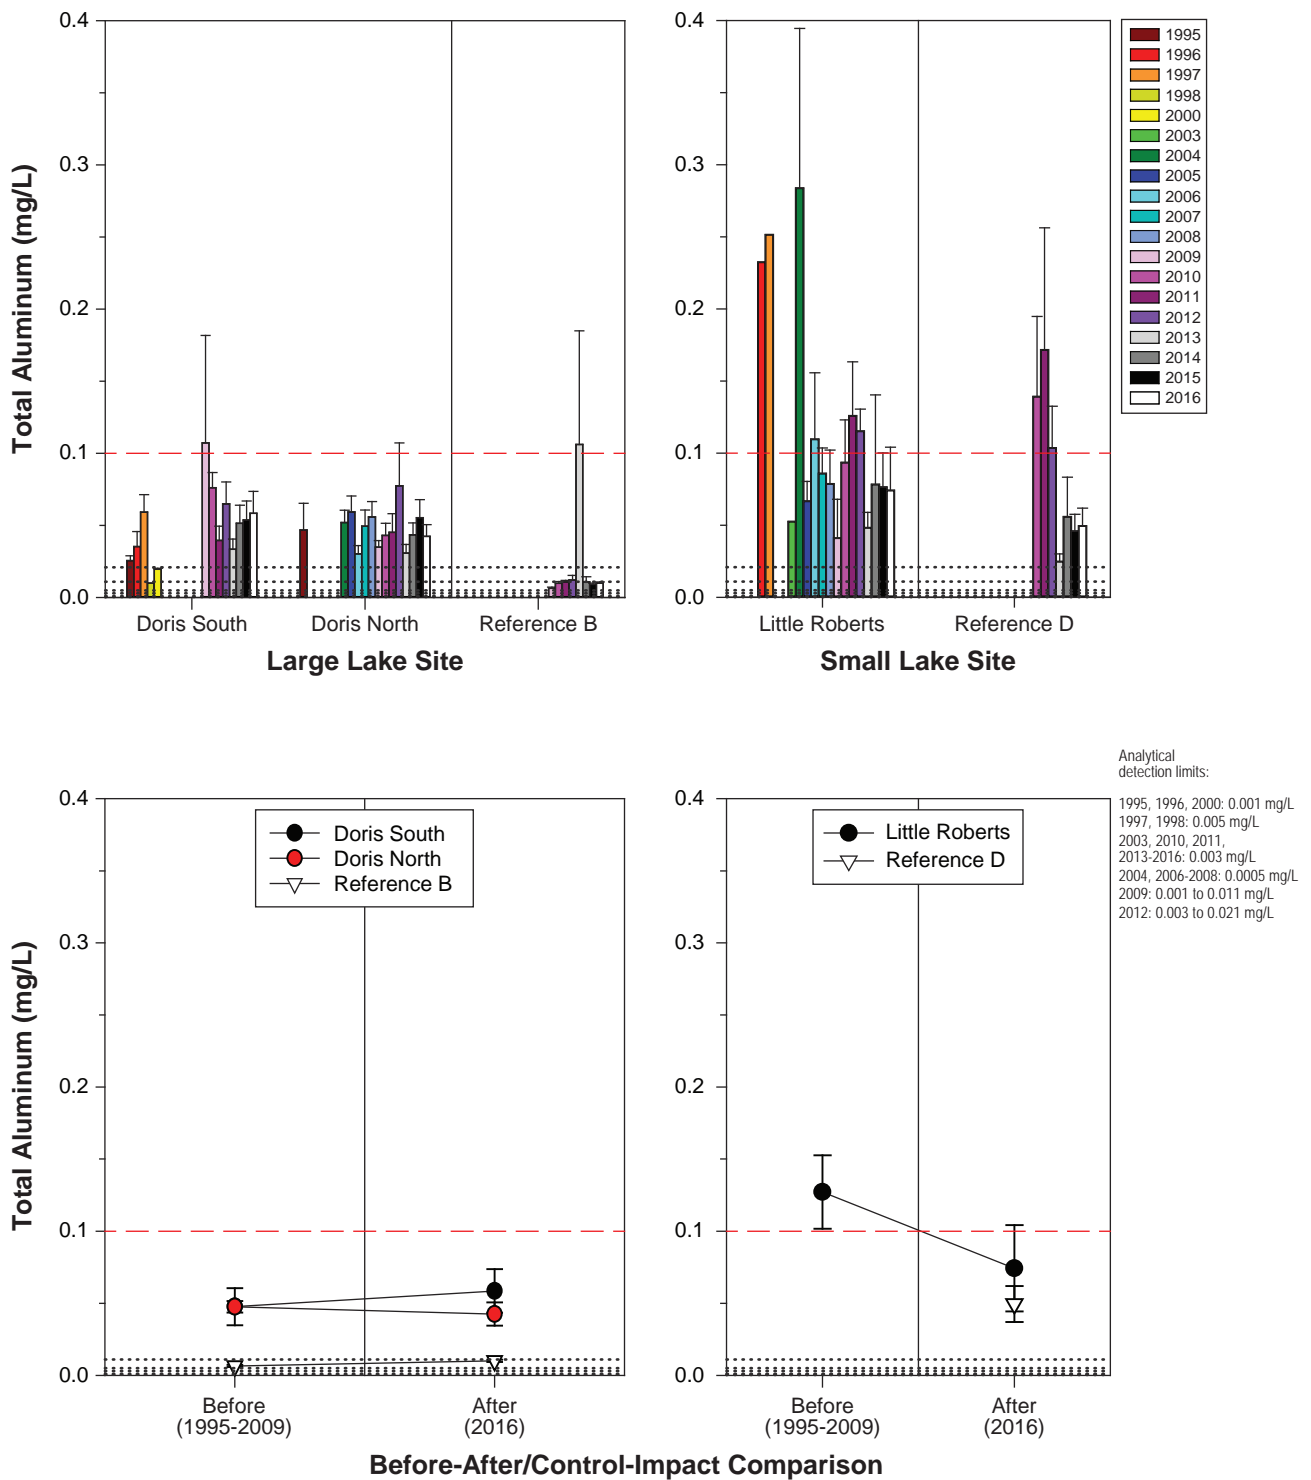 0.4
0.3
0.2
0.1
0.0
Total Aluminum (mg/L)
Doris South
Doris North
Reference B
Large Lake Site
0.4
0.3
0.2
0.1
0.0
Little Roberts
Reference D
Small Lake Site
1995
1996
1997
1998
2000
2003
2004
2005
2006
2007
2008
2009
2010
2011
2012
2013
2014
2015
2016
Analytical
detection limits:
1995, 1996, 2000: 0.001 mg/L
1997, 1998: 0.005 mg/L
2003, 2010, 2011,
2013-2016: 0.003 mg/L
2004, 2006-2008: 0.0005 mg/L
2009: 0.001 to 0.011 mg/L
2012: 0.003 to 0.021 mg/L
0.4
0.3
0.2
0.1
0.0
Total Aluminum (mg/L)
Doris South
Doris North
Reference B
Before
(1995-2009)
After
(2016)
0.4
0.3
0.2
0.1
0.0
Little Roberts
Reference D
Before
(1995-2009)
After
(2016)
Before-After/Control-Impact Comparison